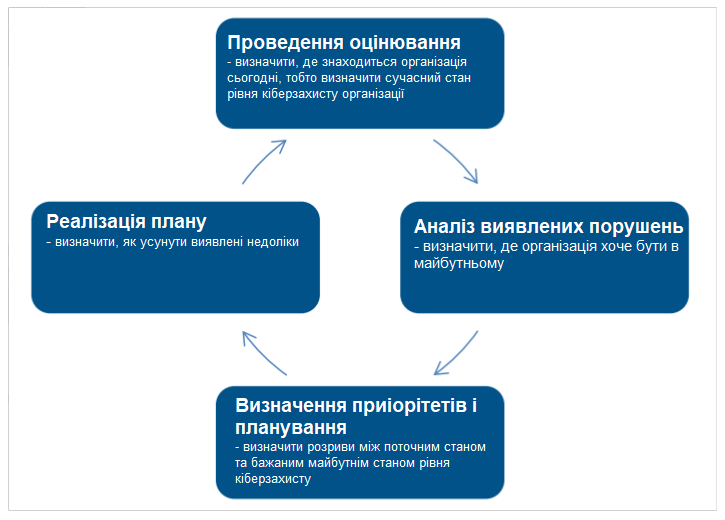 Проведення оцінювання
- визначити, де знаходиться організація
сьогодні, тобто визначити сучасний стан
рівня кіберзахисту організації
Аналіз виявлених порушень
- визначити, де організація хоче бути в
майбутньому
Визначення приіорітетів і
планування
- визначити розриви між поточним станом
та бажаним майбутнім станом рівня
кіберзахисту
Реалізація плану
- визначити, як усунути виявлені недоліки